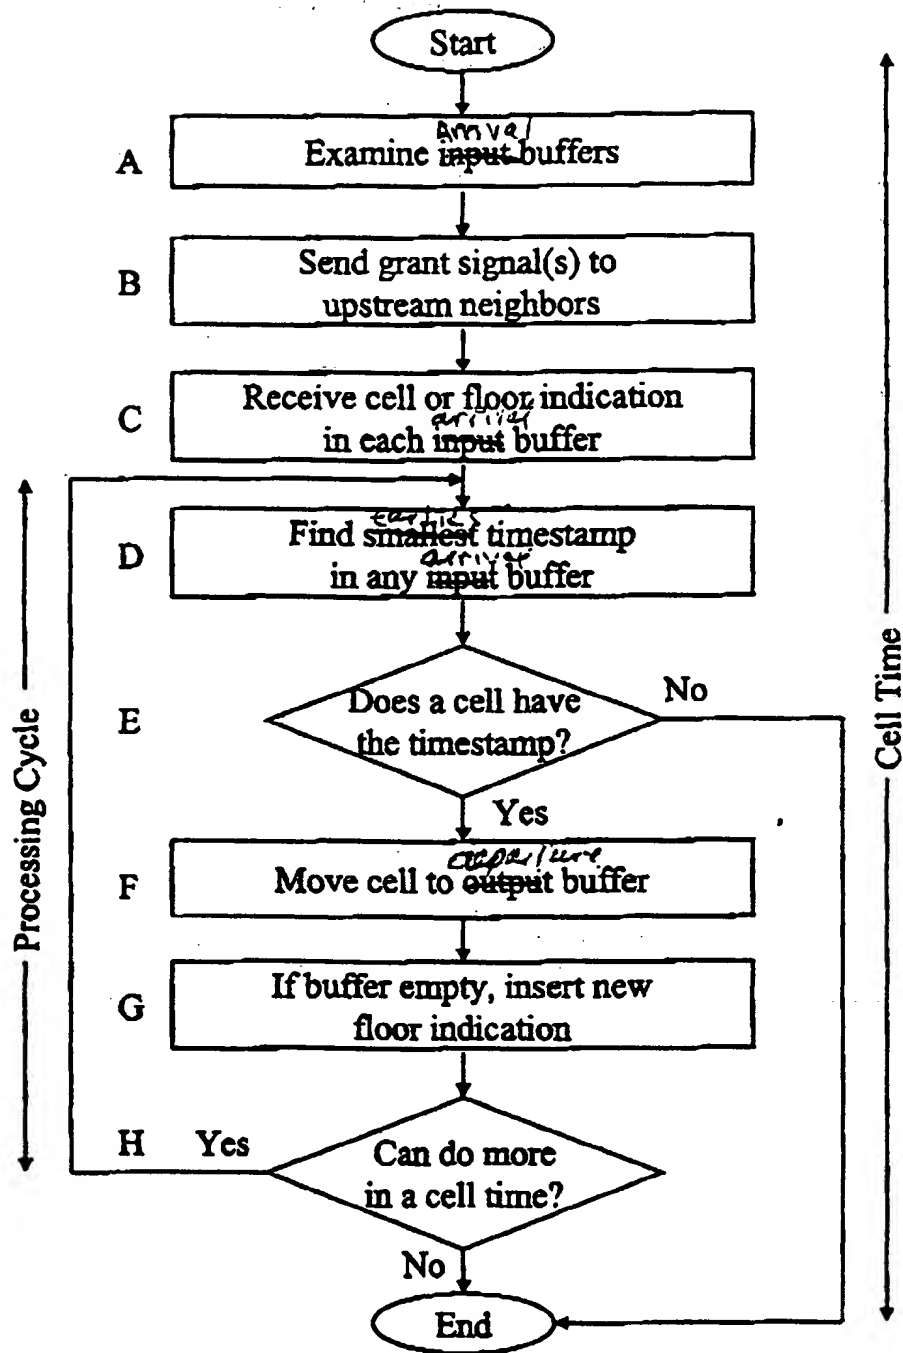 Start
A
Arrival
Examine input buffers
B
Send grant signal(s) to
upstream neighbors
C
Receive cell or floor indication
arrival
in each input buffer
D
Find smallest timestamp
arrival
in any input buffer
E
Does a cell have
the timestamp?
No
Yes
F
departure
Move cell to output buffer
G
If buffer empty, insert new
floor indication
H Yes
Can do more
in a cell time?
No
End
Processing Cycle
Cell Time